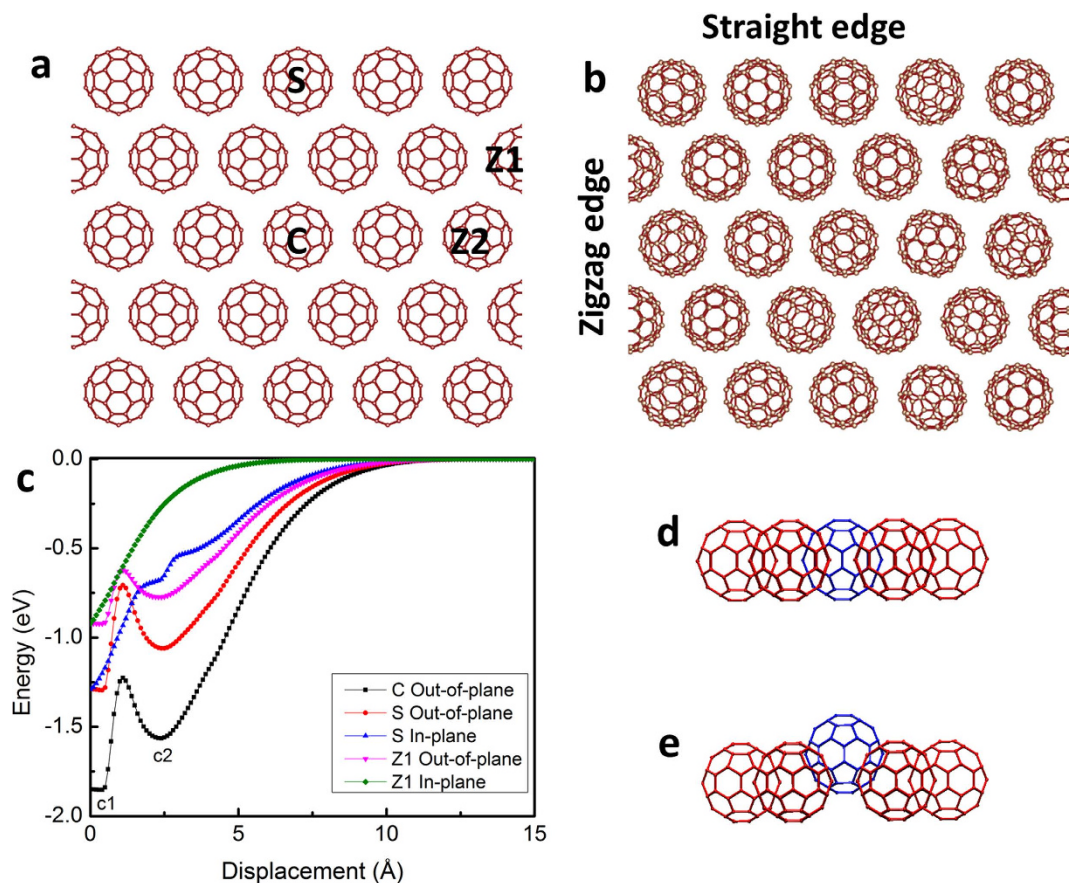 Straight edge
a
S
Z1
C
Z2
b
Zigzag edge
c
0.0
-0.5
-1.0
-1.5
-2.0
Energy (eV)
c1
c2
C Out-of-plane
S Out-of-plane
S In-plane
Z1 Out-of-plane
Z1 In-plane
0
5
10
15
Displacement (Å)
d
e